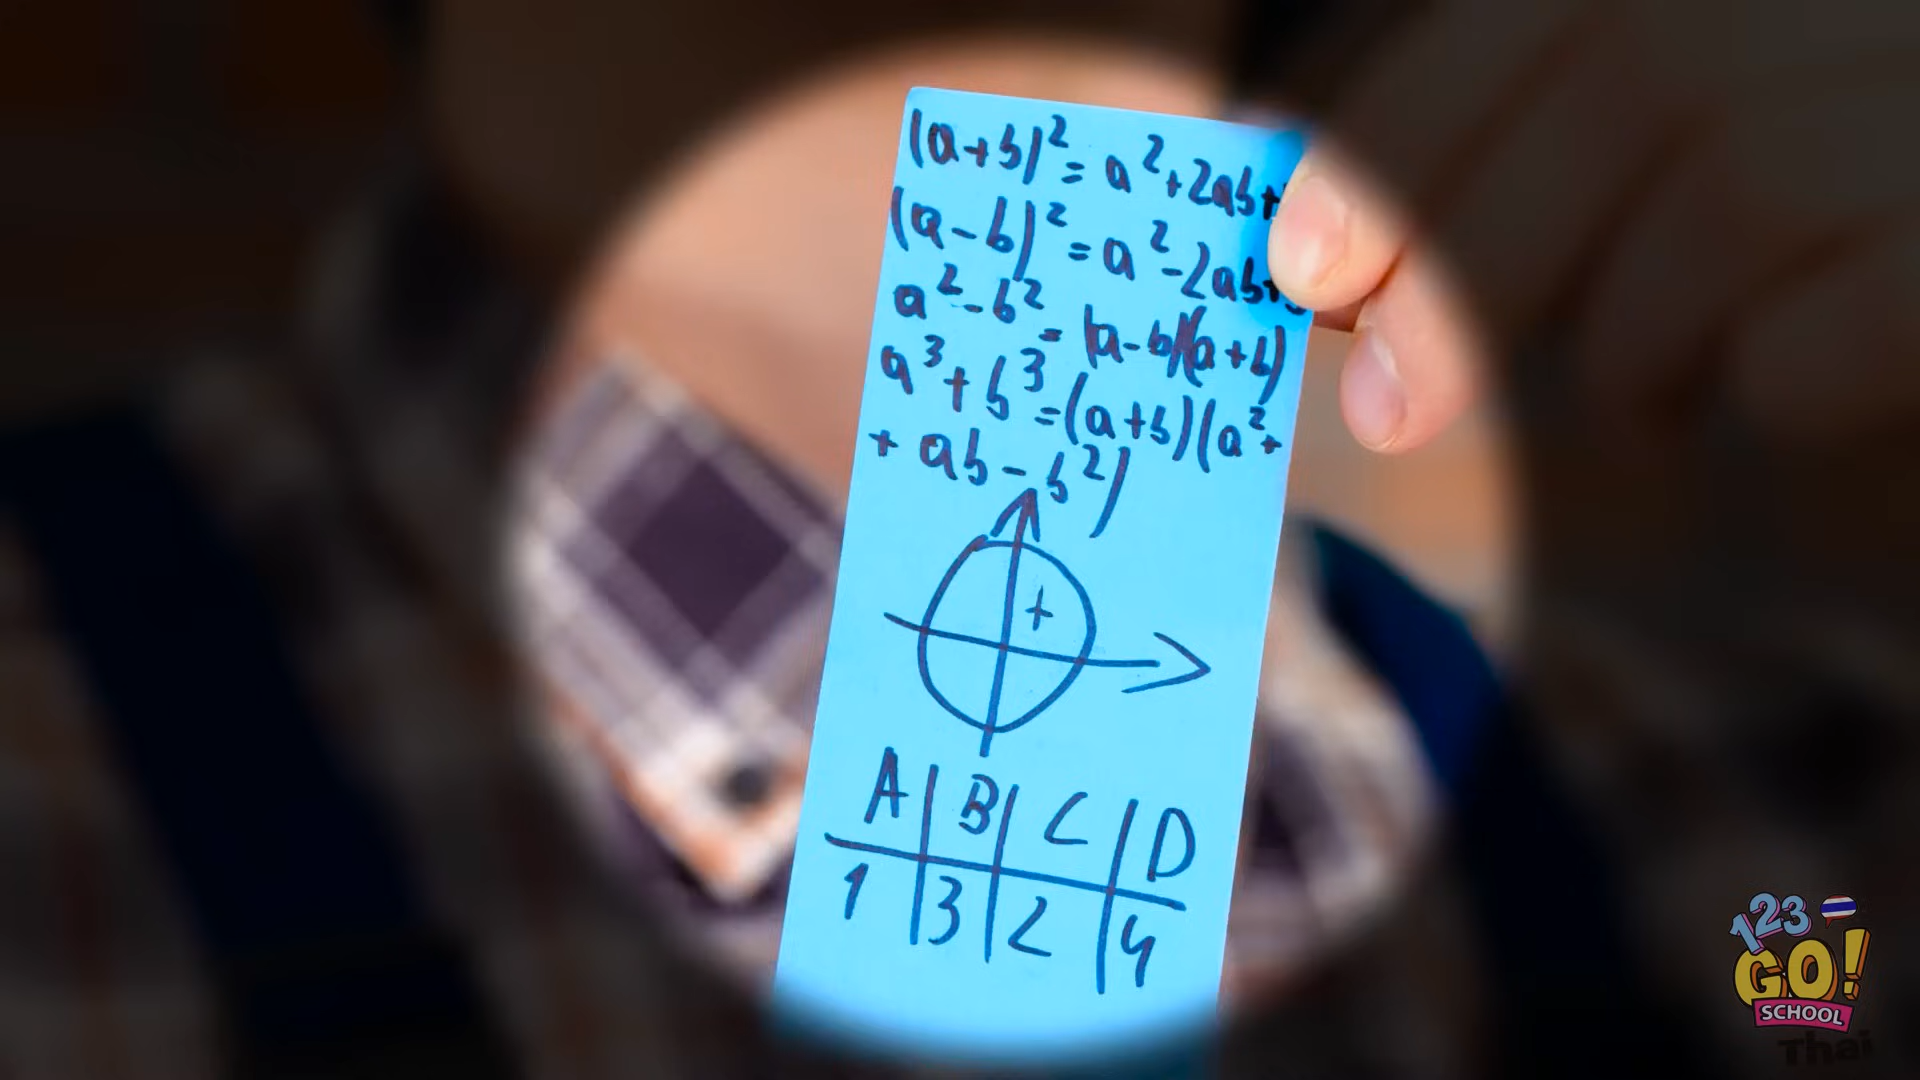 (a+b)² = a²+2ab+
(a-b)² = a²-2ab+
a²-b² = (a-b)(a+b)
a³+b³=(a+b)(a²+
+ ab - b²)
+
A | B | C | D
1 | 3 | 2 | 4
123
GO!
SCHOOL
Thai